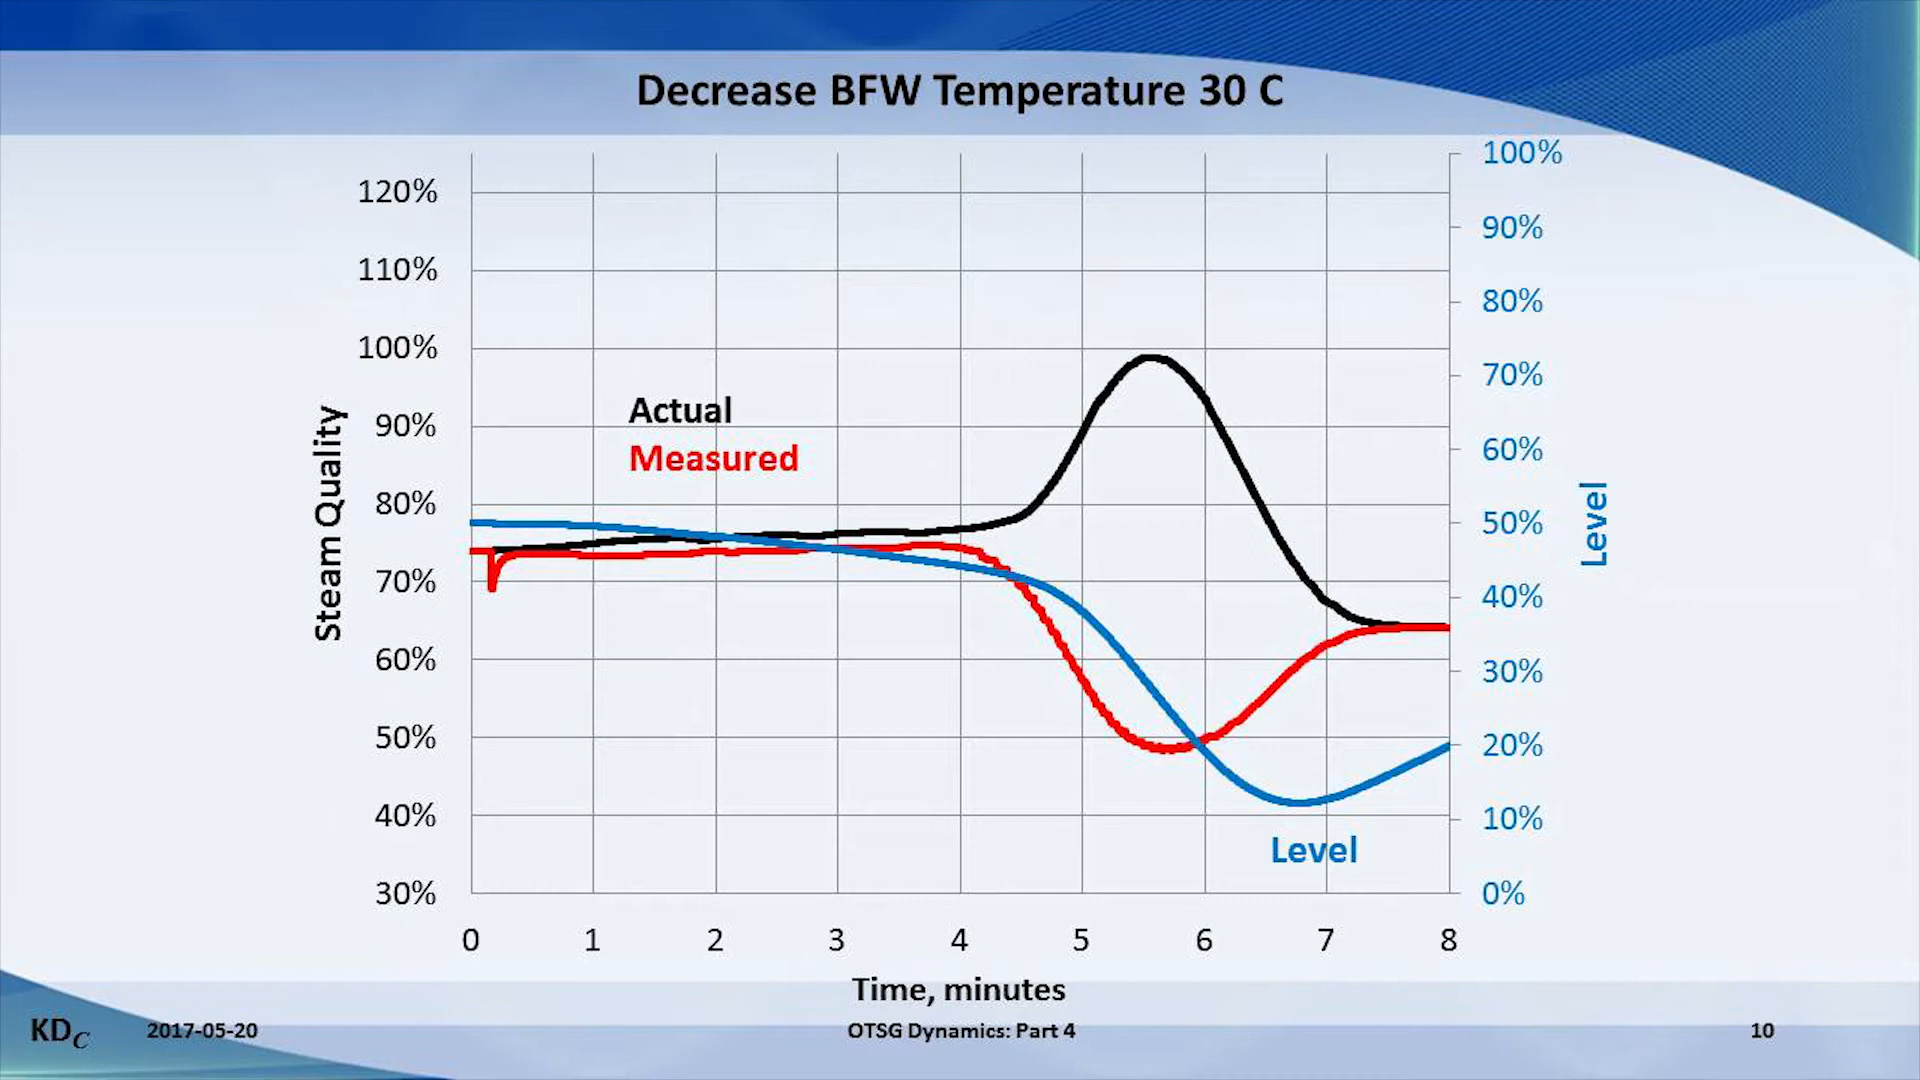 Decrease BFW Temperature 30 C
120%
110%
100%
90%
80%
70%
60%
50%
40%
30%
Steam Quality
Actual
Measured
100%
90%
80%
70%
60%
50%
40%
30%
20%
10%
0%
Level
Level
0 1 2 3 4 5 6 7 8
Time, minutes
KDC 2017-05-20 OTSG Dynamics: Part 4 10